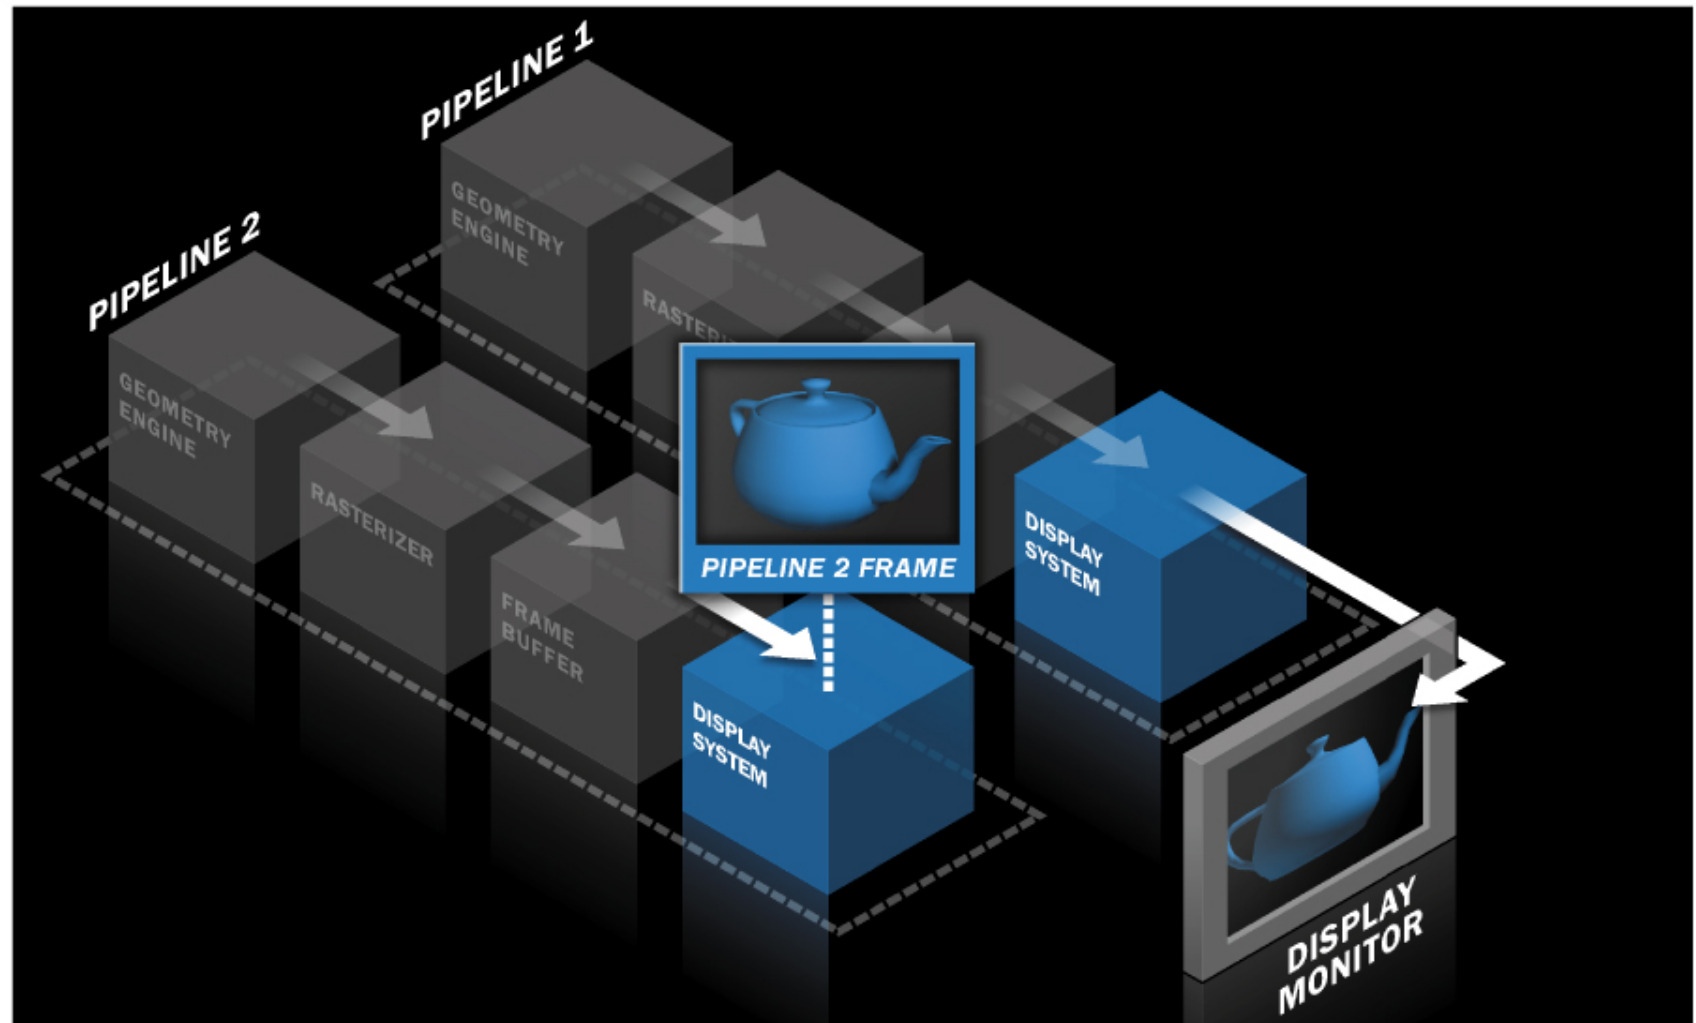 PIPELINE 1
GEOMETRY
ENGINE
PIPELINE 2
GEOMETRY
ENGINE
RASTERIZER
FRAME
BUFFER
PIPELINE 2 FRAME
DISPLAY
SYSTEM
DISPLAY
SYSTEM
DISPLAY
MONITOR